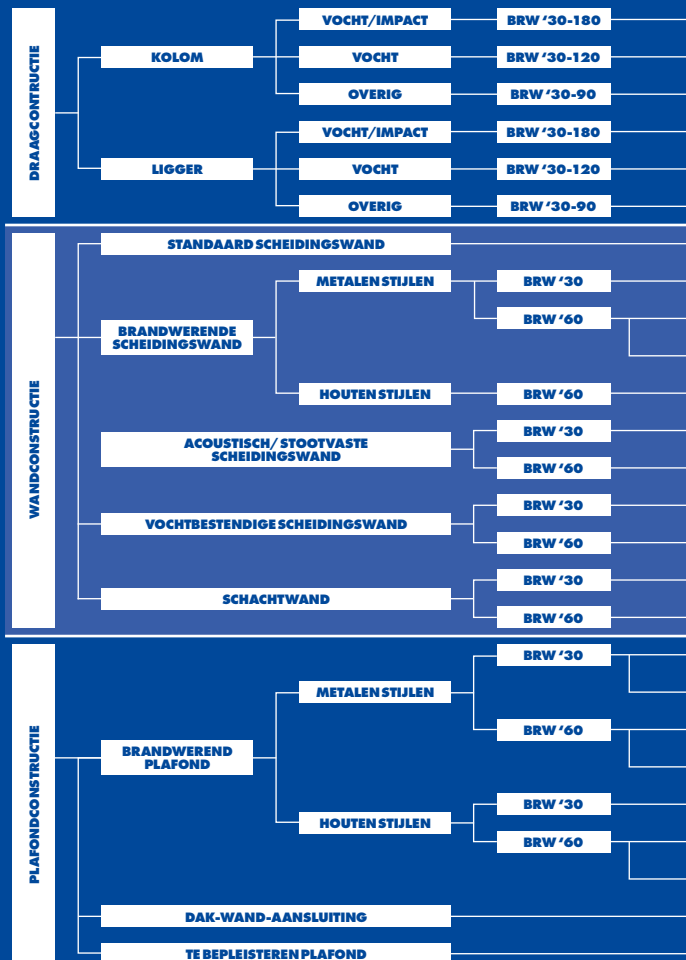 DRAAGCONTRUCTIE
KOLOM
VOCHT/IMPACT
BRW ‘30-180
VOCHT
BRW ‘30-120
OVERIG
BRW ‘30-90
LIGGER
VOCHT/IMPACT
BRW ‘30-180
VOCHT
BRW ‘30-120
OVERIG
BRW ‘30-90
WANDCONSTRUCTIE
STANDAARD SCHEIDINGSWAND
BRANDWERENDE
SCHEIDINGSWAND
METALEN STIJLEN
BRW ‘30
BRW ‘60
HOUTEN STIJLEN
BRW ‘60
ACOUSTISCH/ STOOTVASTE
SCHEIDINGSWAND
BRW ‘30
BRW ‘60
VOCHTBESTENDIGE SCHEIDINGSWAND
BRW ‘30
BRW ‘60
SCHACHTWAND
BRW ‘30
BRW ‘60
PLAFONDCONSTRUCTIE
BRANDWEREND
PLAFOND
METALEN STIJLEN
BRW ‘30
BRW ‘60
HOUTEN STIJLEN
BRW ‘30
BRW ‘60
DAK-WAND-AANSLUITING
TE BEPLEISTEREN PLAFOND